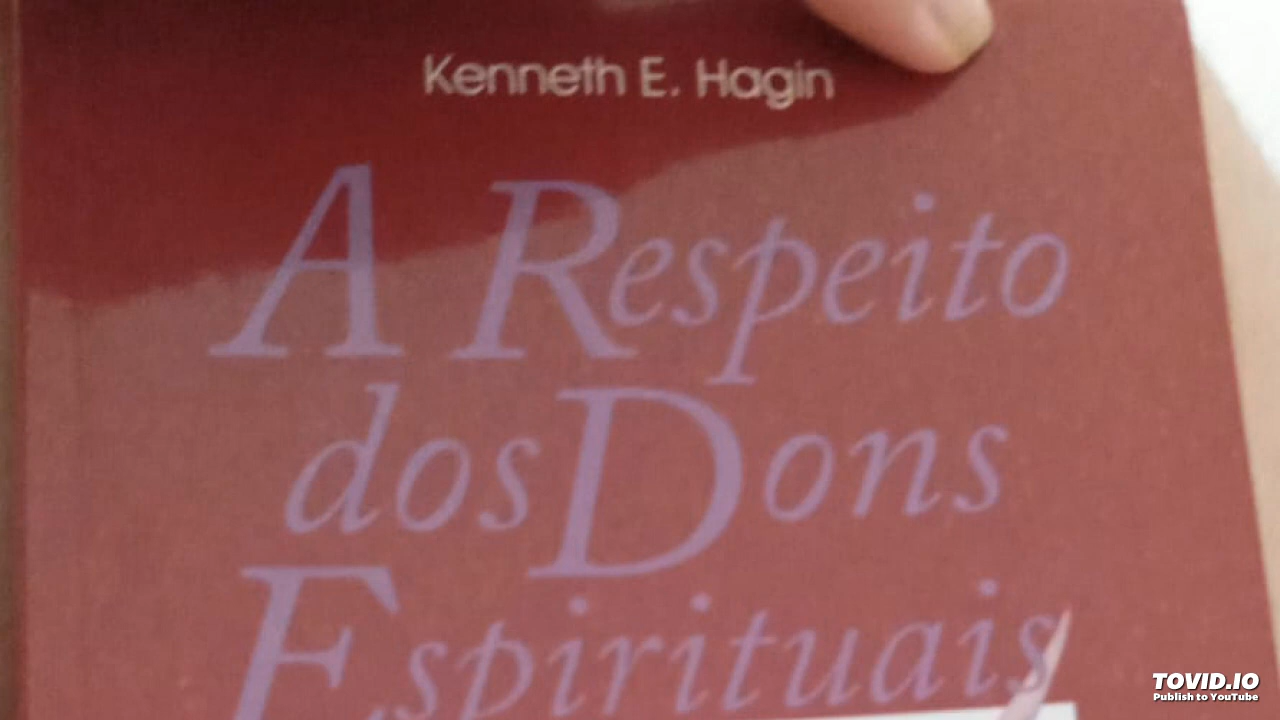 Kenneth E. Hagin
A Respeito
dos Dons
Espirituais
TOVID.IO
Publish to YouTube